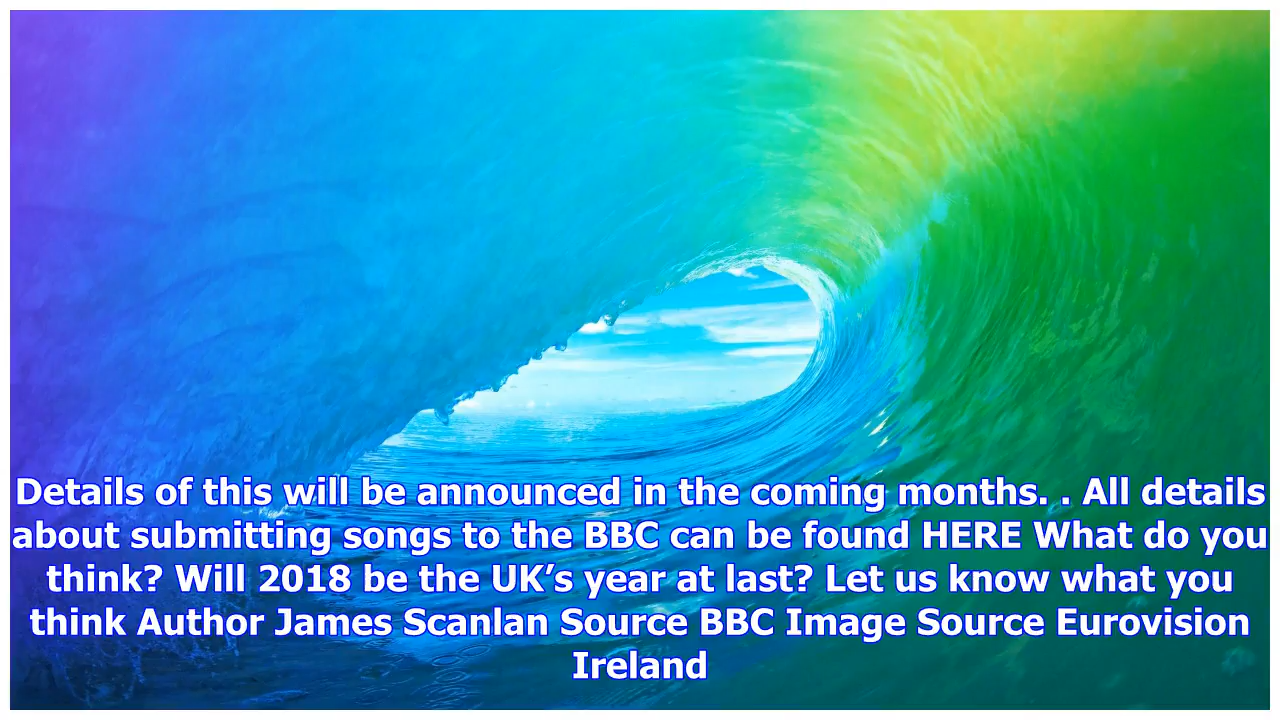 Details of this will be announced in the coming months. . All details
about submitting songs to the BBC can be found HERE What do you
think? Will 2018 be the UK’s year at last? Let us know what you
think Author James Scanlan Source BBC Image Source Eurovision
Ireland